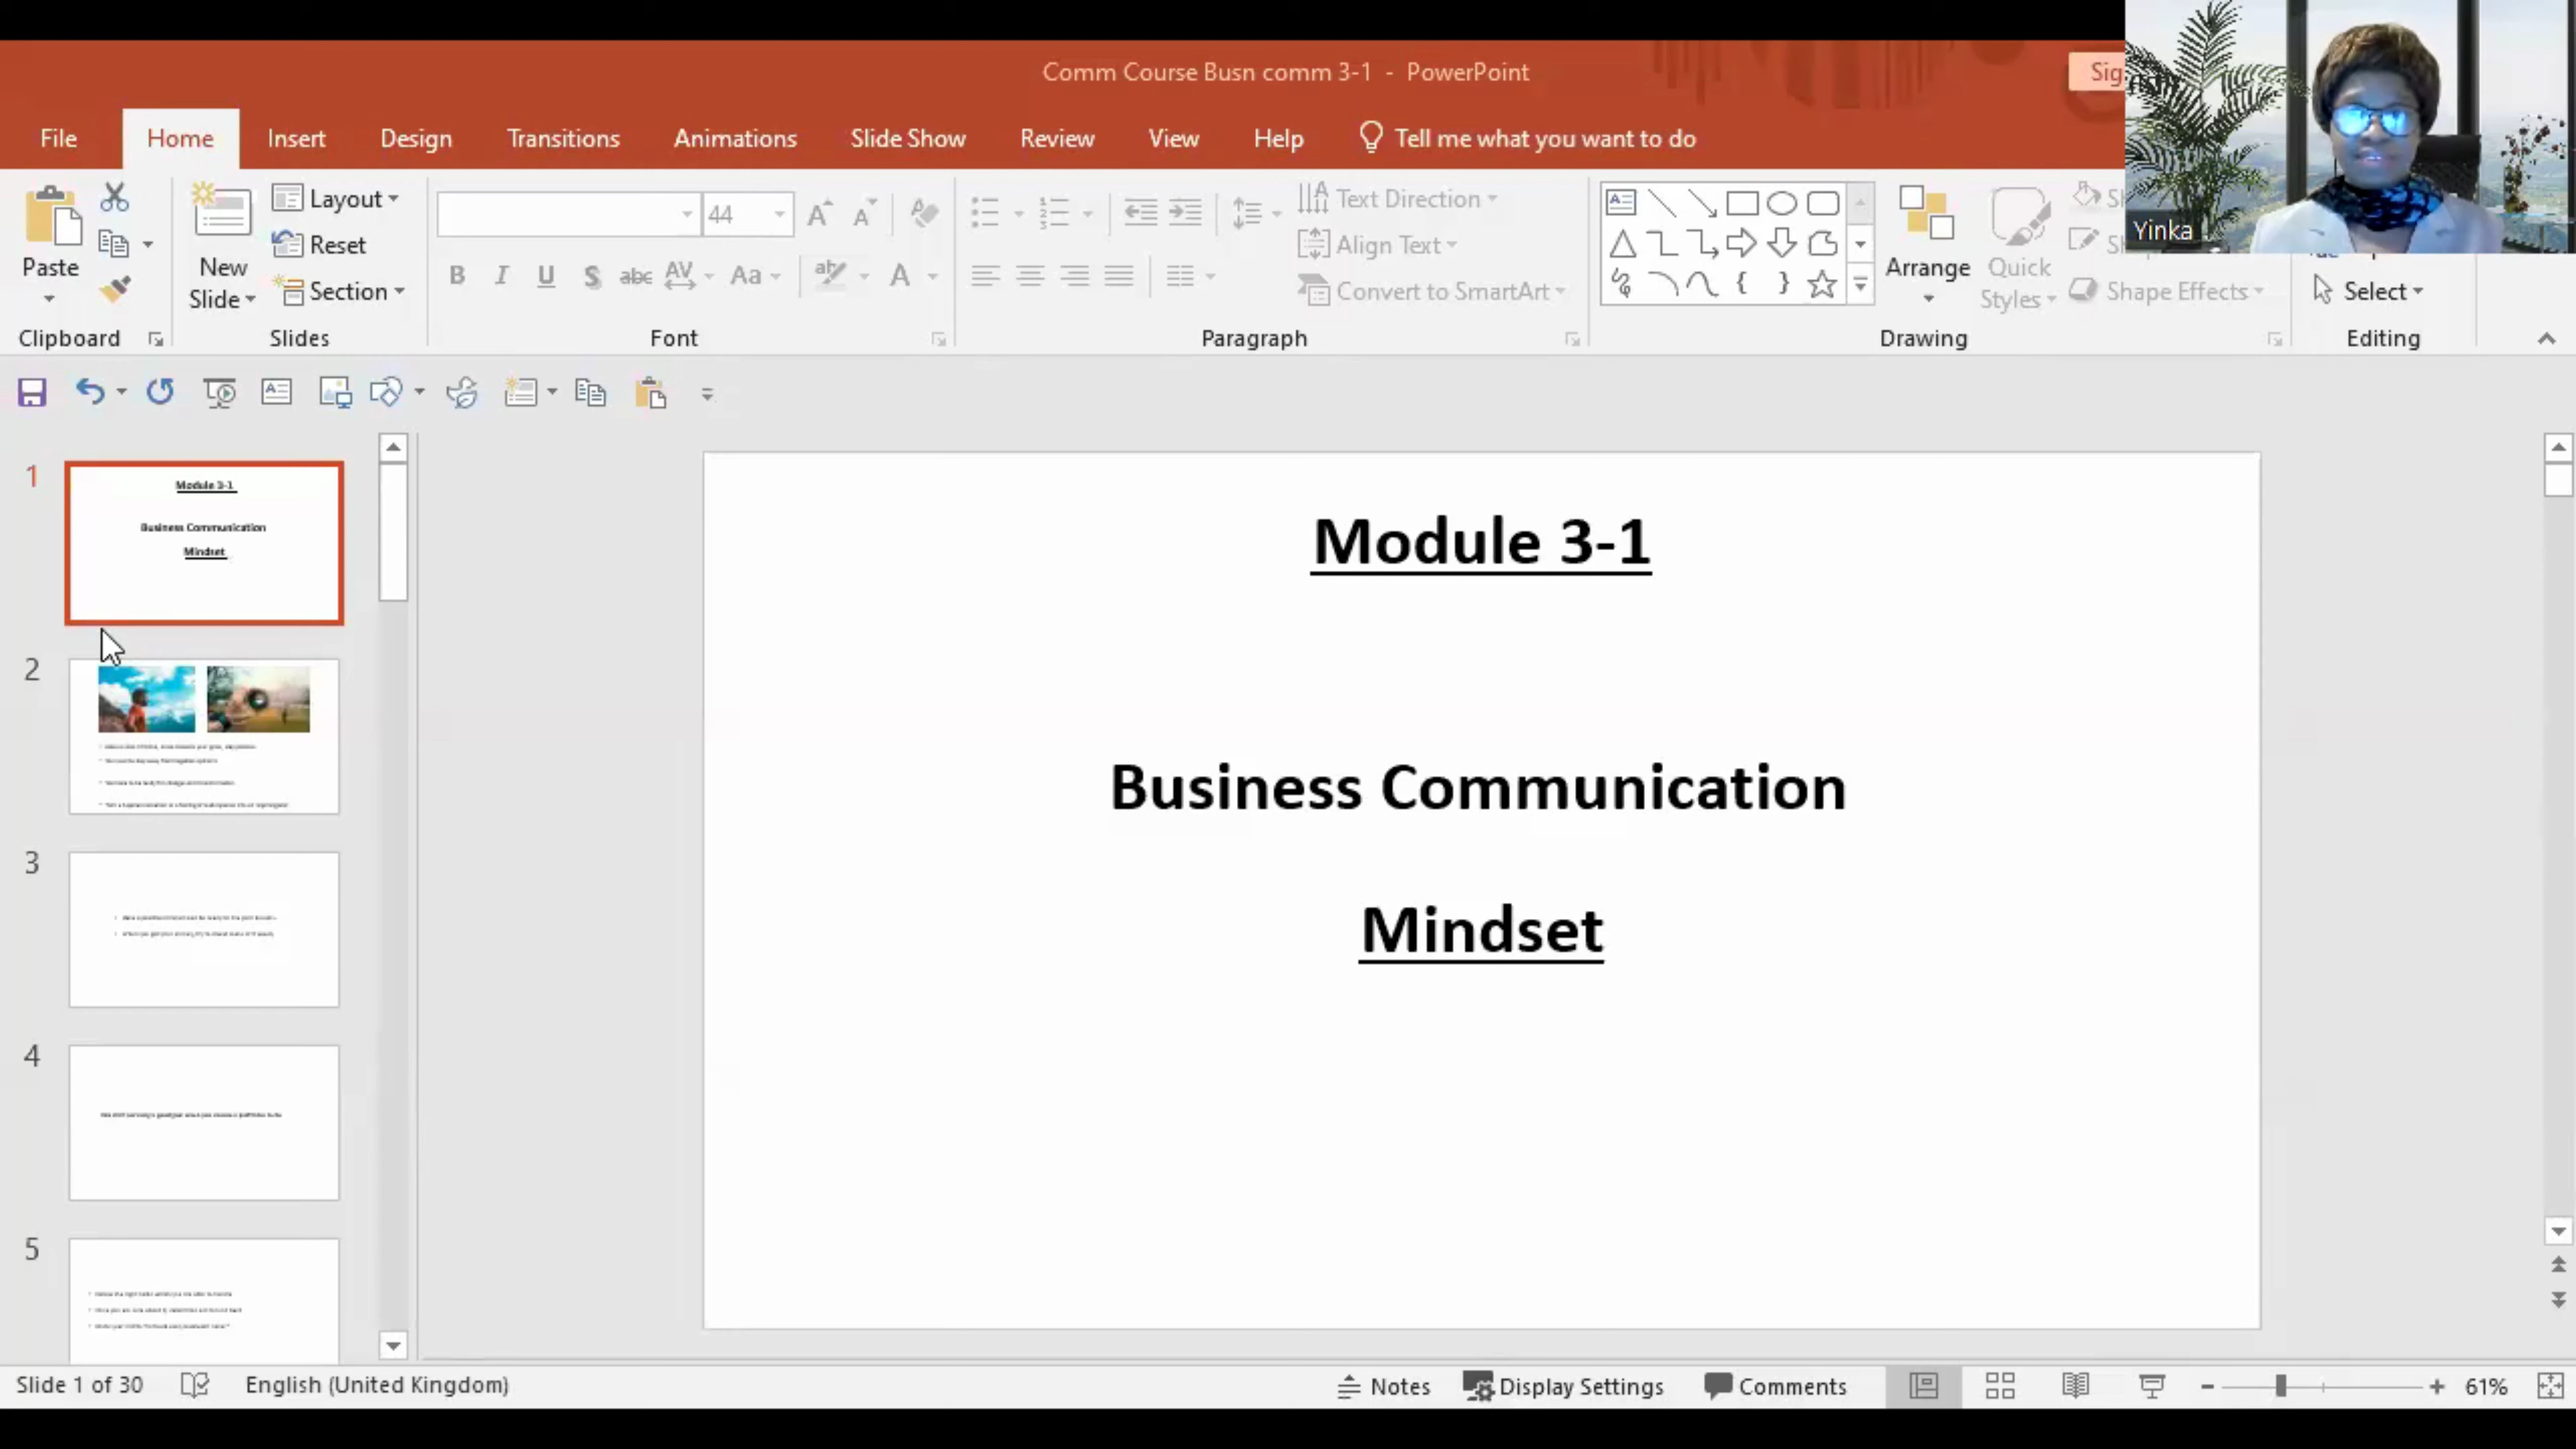 Comm Course Busn comm 3-1 - PowerPoint
Sig
File Home Insert Design Transitions Animations Slide Show Review View Help Tell me what you want to do
Paste
New
Slide
Layout
Reset
Section
44
B I U S abc AV Aa A
Text Direction
Align Text
Convert to SmartArt
Arrange
Quick
Styles
Shape Effects
Select
Yinka
Clipboard Slides Font Paragraph Drawing Editing
1
Module 3-1
Business Communication
Mindset
2
3
4
5
Module 3-1
Business Communication
Mindset
Slide 1 of 30 English (United Kingdom) Notes Display Settings Comments 61%